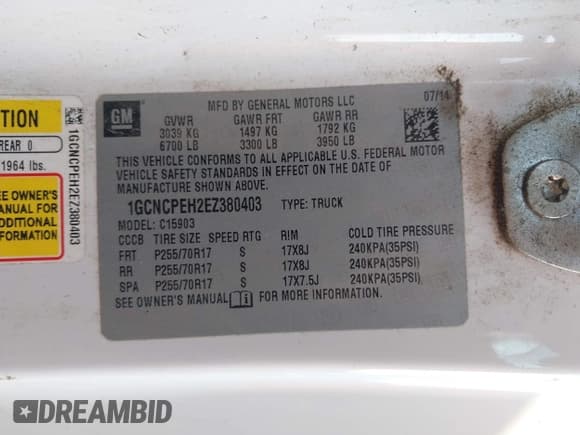 TION
REAR 0
1964 lbs.
EE OWNER'S
ANUAL FOR
DDITIONAL
FORMATION
1GCNCPEH2EZ380403
GM
MFD BY GENERAL MOTORS LLC
07/14
GVWR GAWR FRT GAWR RR
3039 KG 1497 KG 1792 KG
6700 LB 3300 LB 3950 LB
THIS VEHICLE CONFORMS TO ALL APPLICABLE U.S. FEDERAL MOTOR
VEHICLE SAFETY STANDARDS IN EFFECT ON THE DATE OF
MANUFACTURE SHOWN ABOVE.
1GCNCPEH2EZ380403 TYPE: TRUCK
MODEL: C15903
CCCB TIRE SIZE SPEED RTG RIM COLD TIRE PRESSURE
FRT P255/70R17 S 17X8J 240KPA(35PSI)
RR P255/70R17 S 17X8J 240KPA(35PSI)
SPA P255/70R17 S 17X7.5J 240KPA(35PSI)
SEE OWNER'S MANUAL i FOR MORE INFORMATION.
DREAMBID